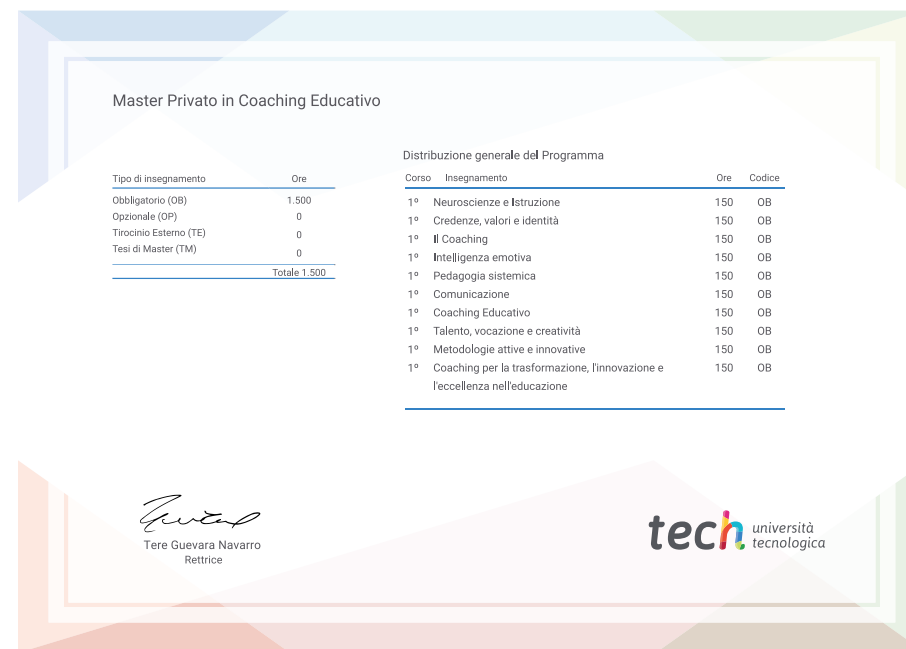 Master Privato in Coaching Educativo
Tipo di insegnamento Ore
Obbligatorio (OB) 1.500
Opzionale (OP) 0
Tirocinio Esterno (TE) 0
Tesi di Master (TM) 0
Totale 1.500
Distribuzione generale del Programma
Corso Insegnamento Ore Codice
1º Neuroscienze e Istruzione 150 OB
1º Credenze, valori e identità 150 OB
1º Il Coaching 150 OB
1º Intelligenza emotiva 150 OB
1º Pedagogia sistemica 150 OB
1º Comunicazione 150 OB
1º Coaching Educativo 150 OB
1º Talento, vocazione e creatività 150 OB
1º Metodologie attive e innovative 150 OB
1º Coaching per la trasformazione, l'innovazione e 150 OB
l'eccellenza nell'educazione
Tere Guevara Navarro
Rettrice
tech università
tecnologica